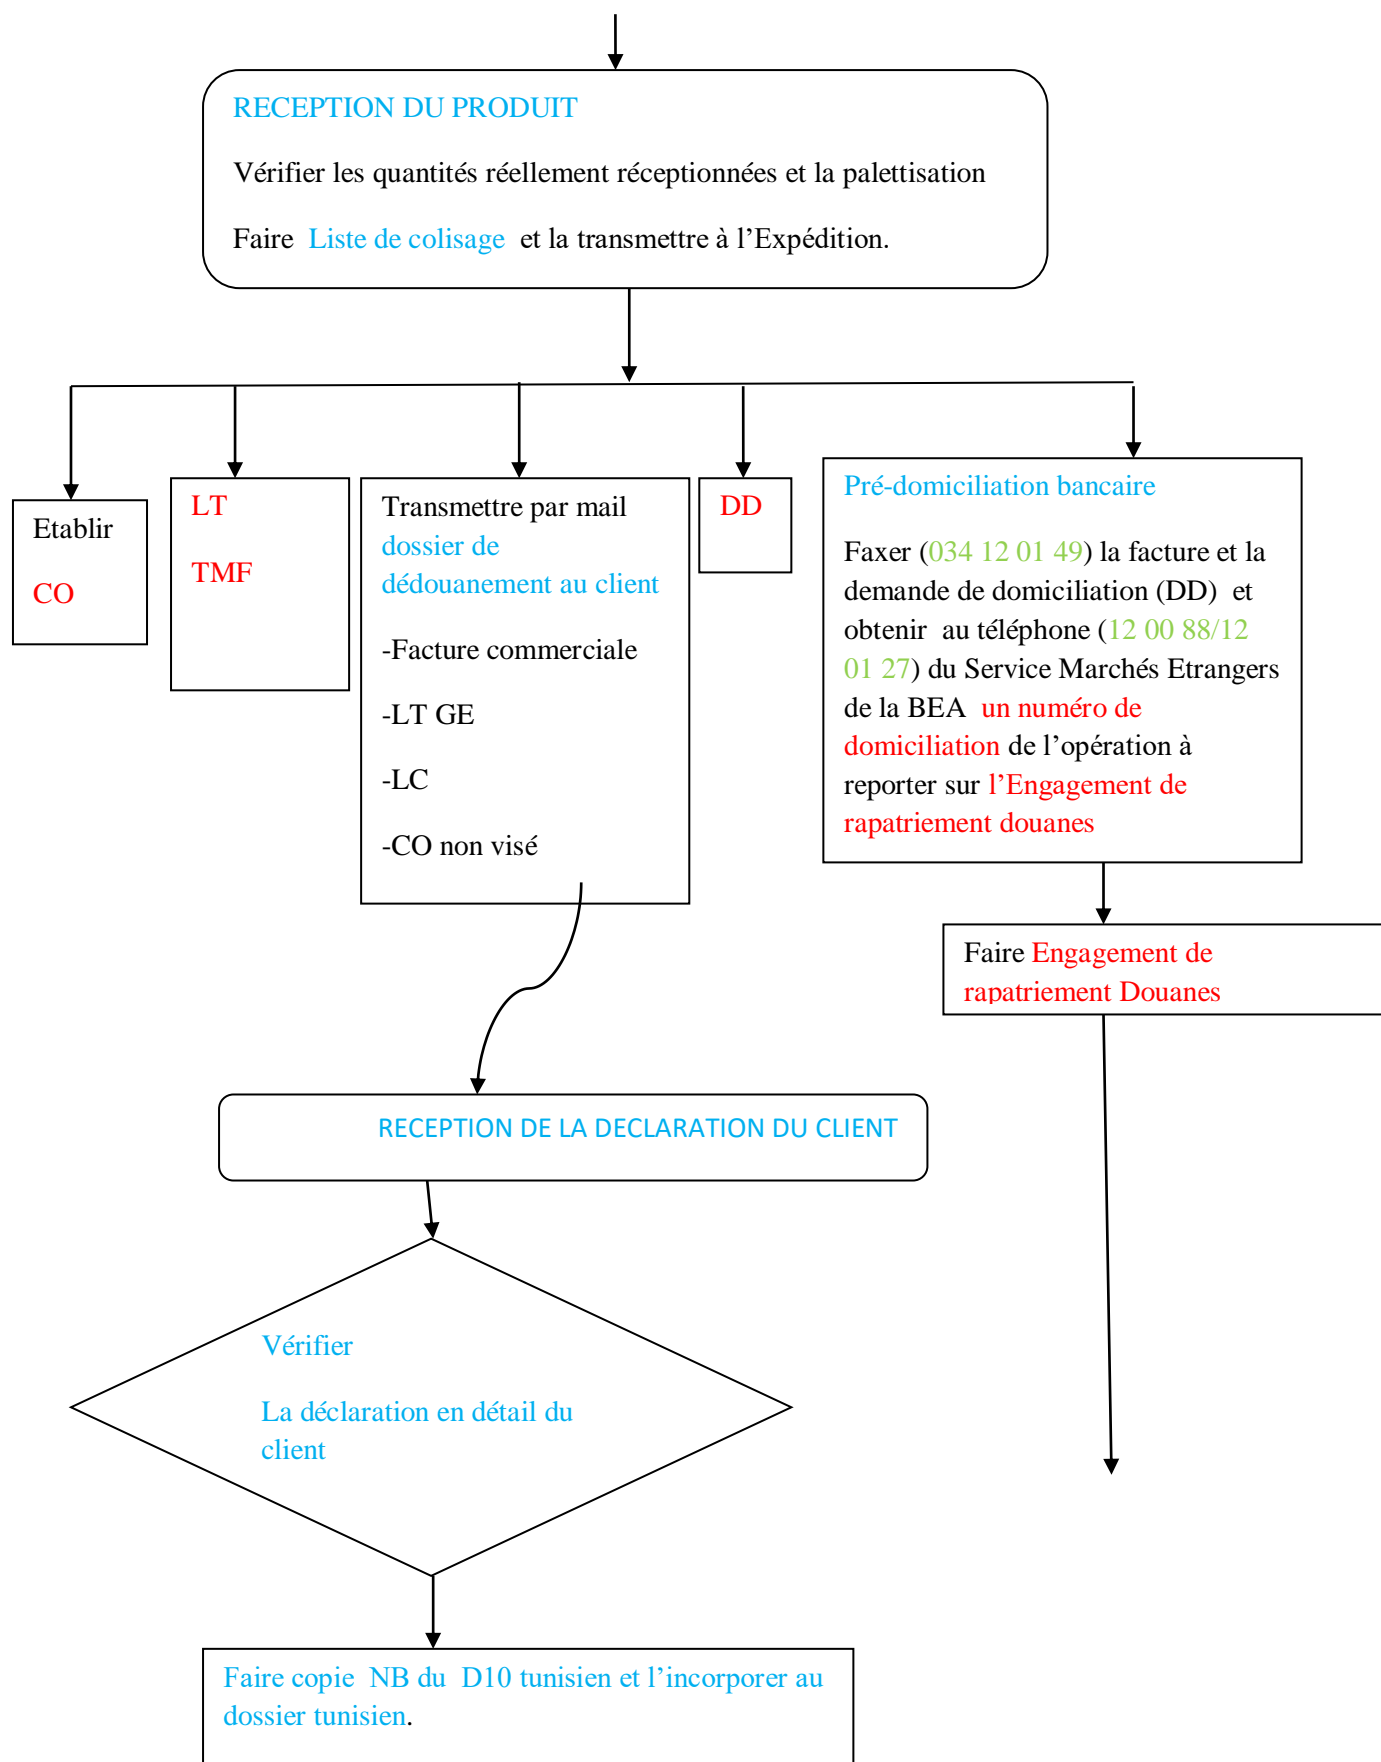 RECEPTION DU PRODUIT
Vérifier les quantités réellement réceptionnées et la palettisation
Faire Liste de colisage et la transmettre à l’Expédition.
Etablir
CO
LT
TMF
Transmettre par mail
dossier de
dédouanement au client
-Facture commerciale
-LT GE
-LC
-CO non visé
DD
Pré-domiciliation bancaire
Faxer (034 12 01 49) la facture et la
demande de domiciliation (DD) et
obtenir au téléphone (12 00 88/12
01 27) du Service Marchés Etrangers
de la BEA un numéro de
domiciliation de l’opération à
reporter sur l’Engagement de
rapatriement douanes
Faire Engagement de
rapatriement Douanes
RECEPTION DE LA DECLARATION DU CLIENT
Vérifier
La déclaration en détail du
client
Faire copie NB du D10 tunisien et l’incorporer au
dossier tunisien.